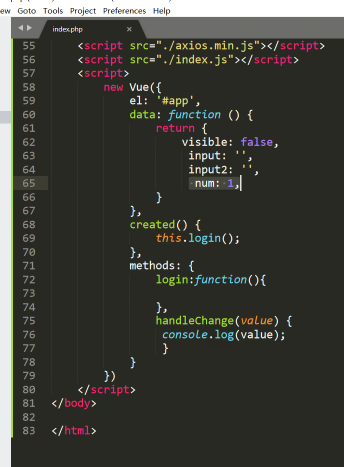 ew Goto Tools Project Preferences Help
index.php ×
55 <script src="./axios.min.js"></script>
56 <script src="./index.js"></script>
57 <script>
58 new Vue({
59 el: '#app',
60 data: function () {
61 return {
62 visible: false,
63 input: '',
64 input2: '',
65 num: 1,
66 }
67 },
68 created() {
69 this.login();
70 },
71 methods: {
72 login:function(){
73
74 },
75 handleChange(value) {
76 console.log(value);
77 }
78 }
79 })
80 </script>
81 </body>
82
83 </html>